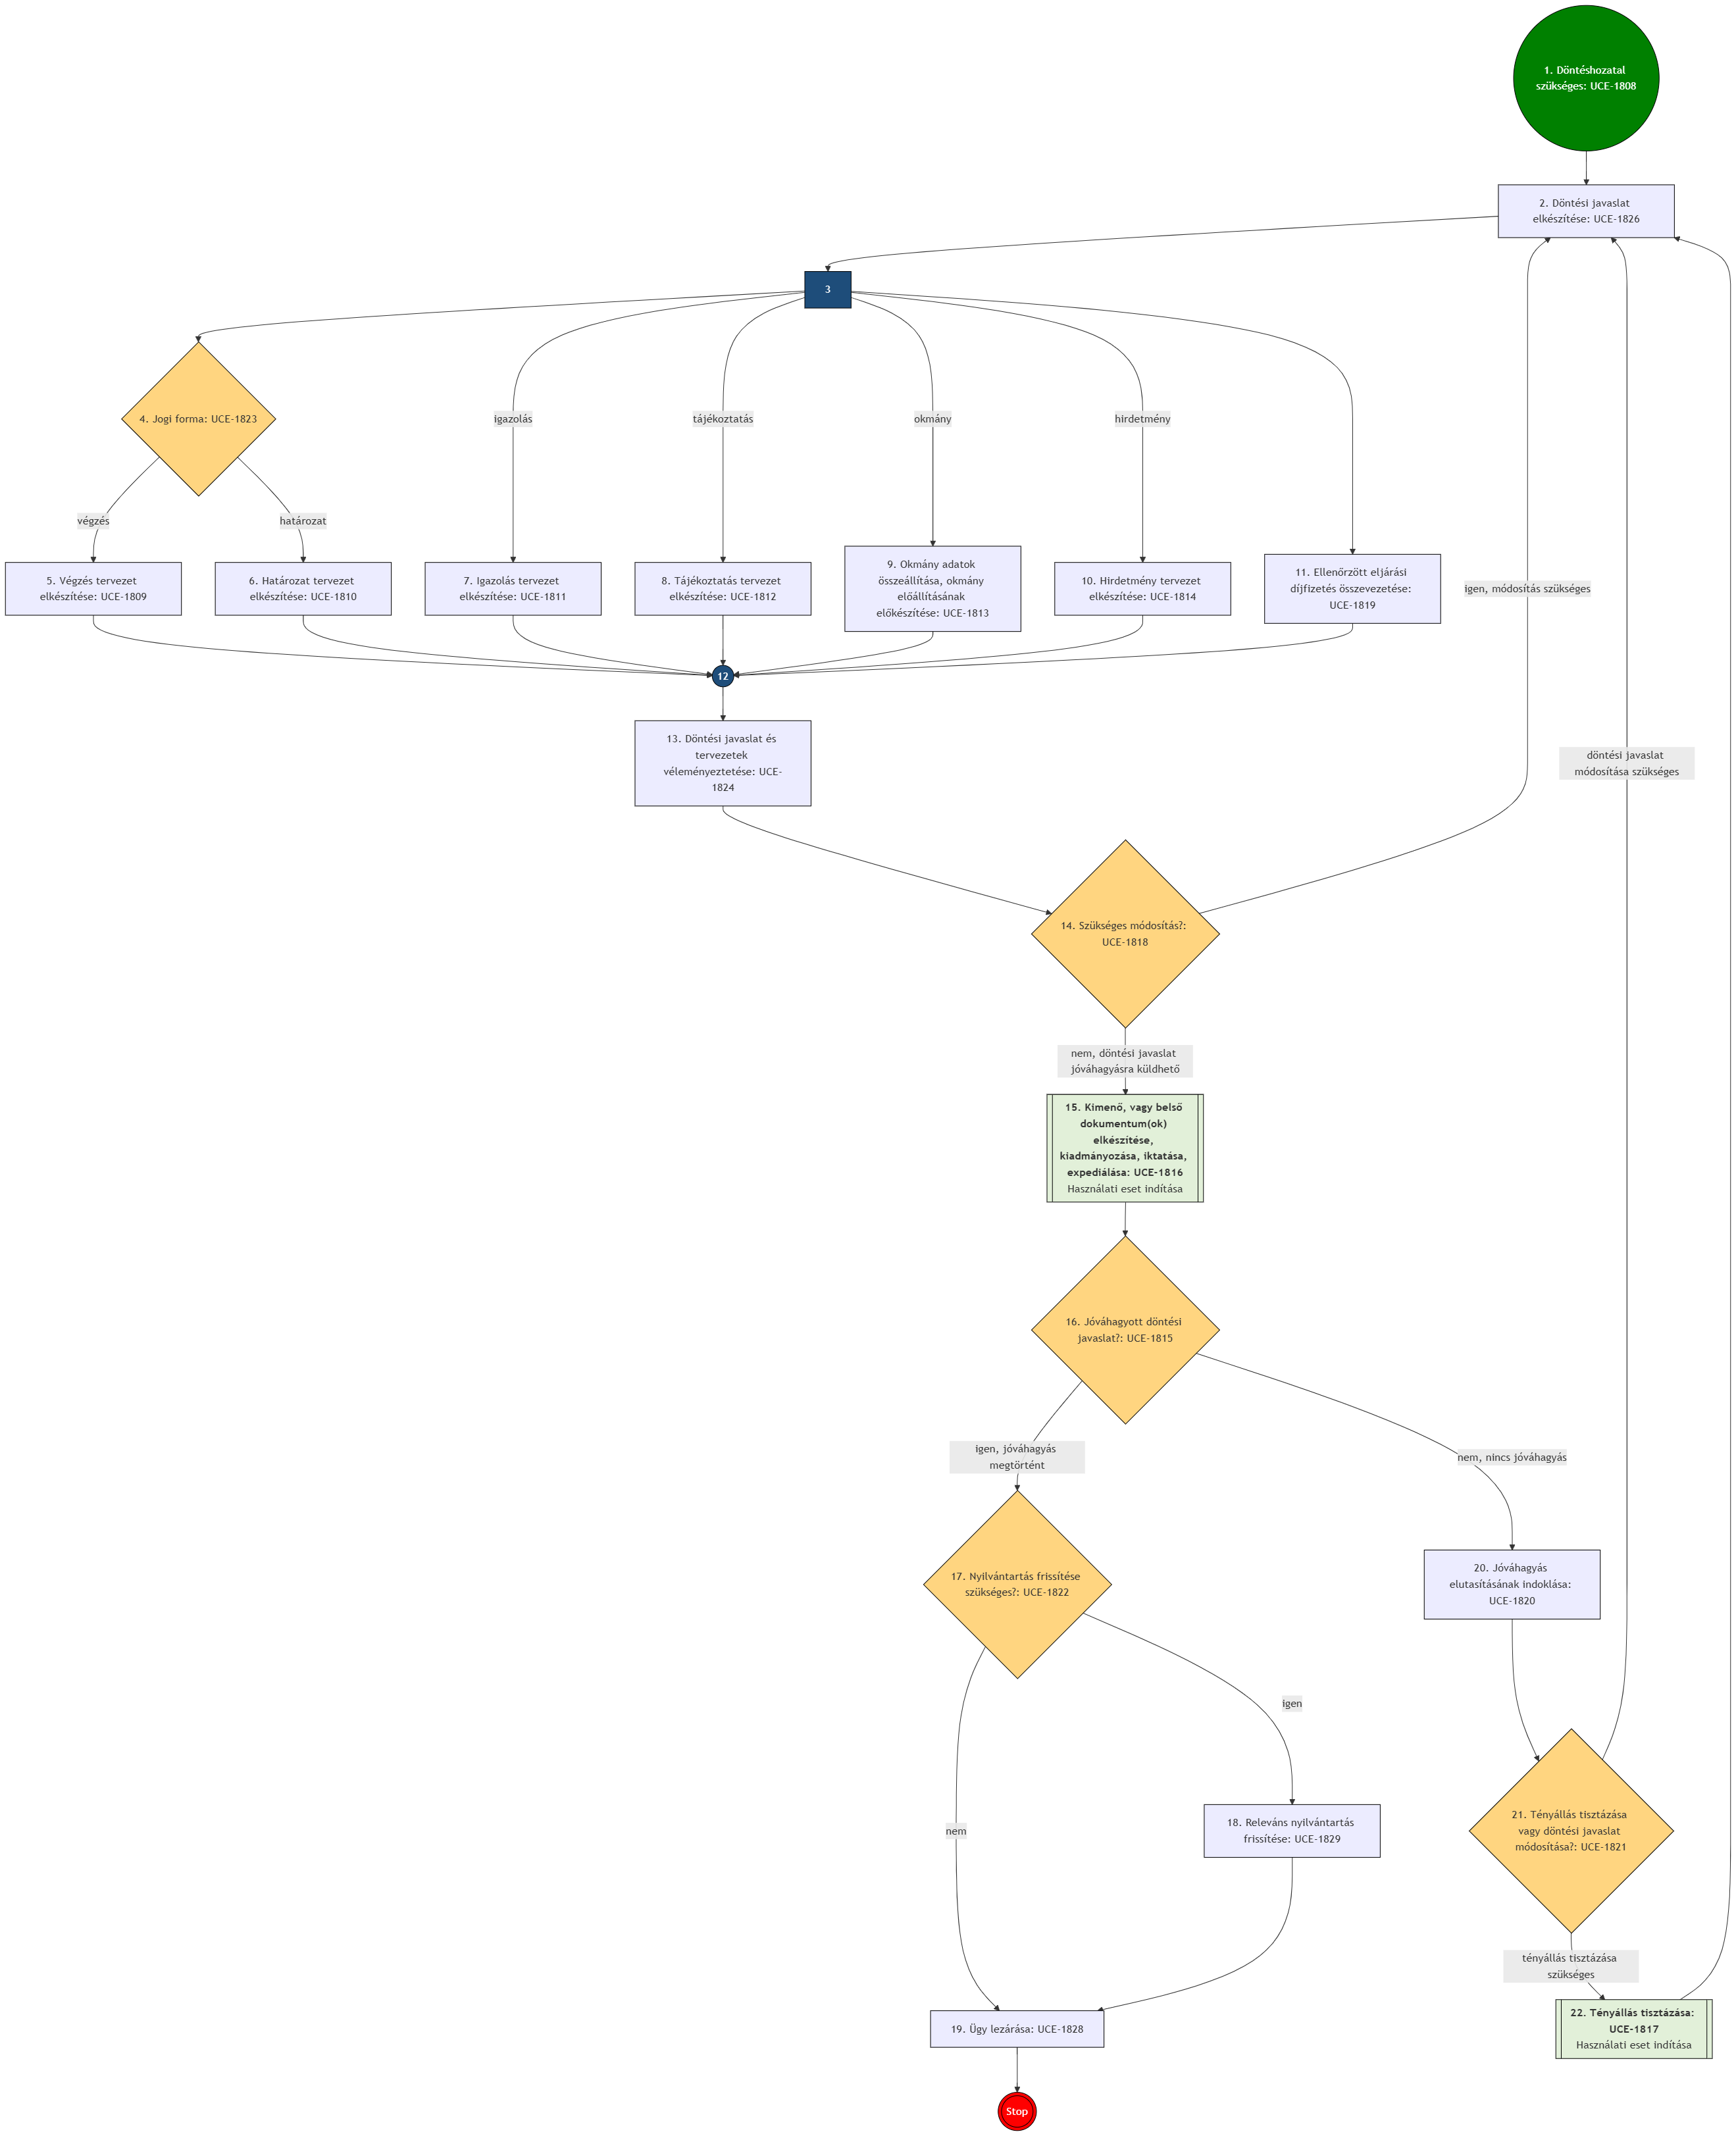 1. Döntéshozatal
szükséges: UCE-1808
2. Döntési javaslat
elkészítése: UCE-1826
3
4. Jogi forma: UCE-1823
igazolás
tájékoztatás
okmány
hirdetmény
végzés
határozat
5. Végzés tervezet
elkészítése: UCE-1809
6. Határozat tervezet
elkészítése: UCE-1810
7. Igazolás tervezet
elkészítése: UCE-1811
8. Tájékoztatás tervezet
elkészítése: UCE-1812
9. Okmány adatok
összeállítása, okmány
előállításának
előkészítése: UCE-1813
10. Hirdetmény tervezet
elkészítése: UCE-1814
11. Ellenőrzött eljárási
díjfizetés összevezetése:
UCE-1819
igen, módosítás szükséges
12
13. Döntési javaslat és
tervezetek
véleményeztetése: UCE-
1824
döntési javaslat
módosítása szükséges
14. Szükséges módosítás?:
UCE-1818
nem, döntési javaslat
jóváhagyásra küldhető
15. Kimenő, vagy belső
dokumentum(ok)
elkészítése,
kiadmányozása, iktatása,
expediálása: UCE-1816
Használati eset indítása
16. Jóváhagyott döntési
javaslat?: UCE-1815
igen, jóváhagyás
megtörtént
nem, nincs jóváhagyás
17. Nyilvántartás frissítése
szükséges?: UCE-1822
20. Jóváhagyás
elutasításának indoklása:
UCE-1820
igen
nem
18. Releváns nyilvántartás
frissítése: UCE-1829
21. Tényállás tisztázása
vagy döntési javaslat
módosítása?: UCE-1821
tényállás tisztázása
szükséges
19. Ügy lezárása: UCE-1828
22. Tényállás tisztázása:
UCE-1817
Használati eset indítása
Stop